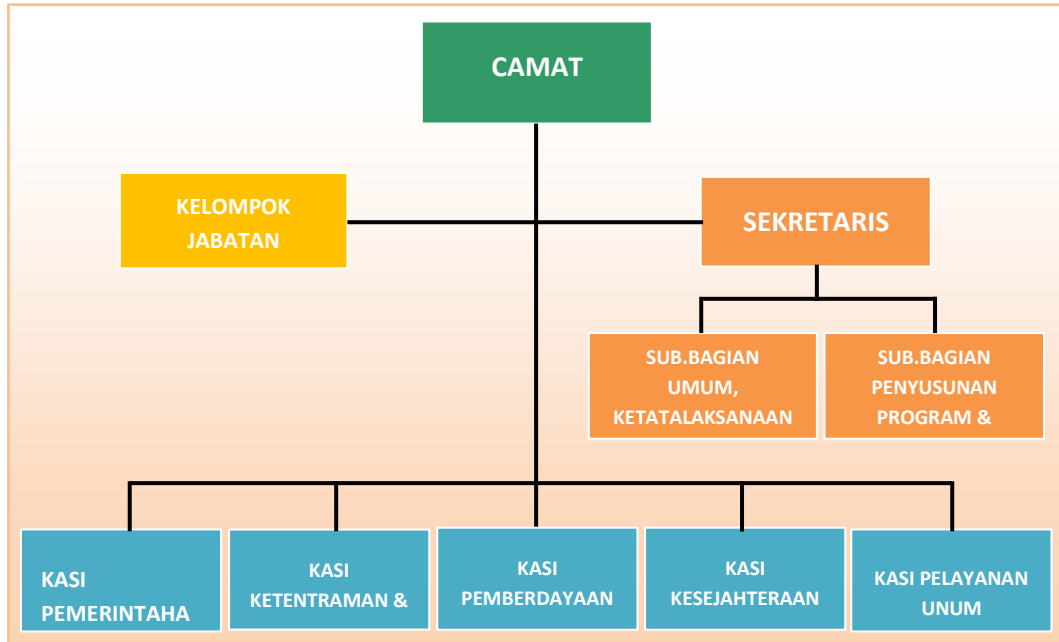 CAMAT
KELOMPOK
JABATAN
SEKRETARIS
SUB.BAGIAN
UMUM,
KETATALAKSANAAN
SUB.BAGIAN
PENYUSUNAN
PROGRAM &
KASI
PEMERINTAHA
KASI
KETENTRAMAN &
KASI
PEMBERDAYAAN
KASI
KESEJAHTERAAN
KASI PELAYANAN
UNUM